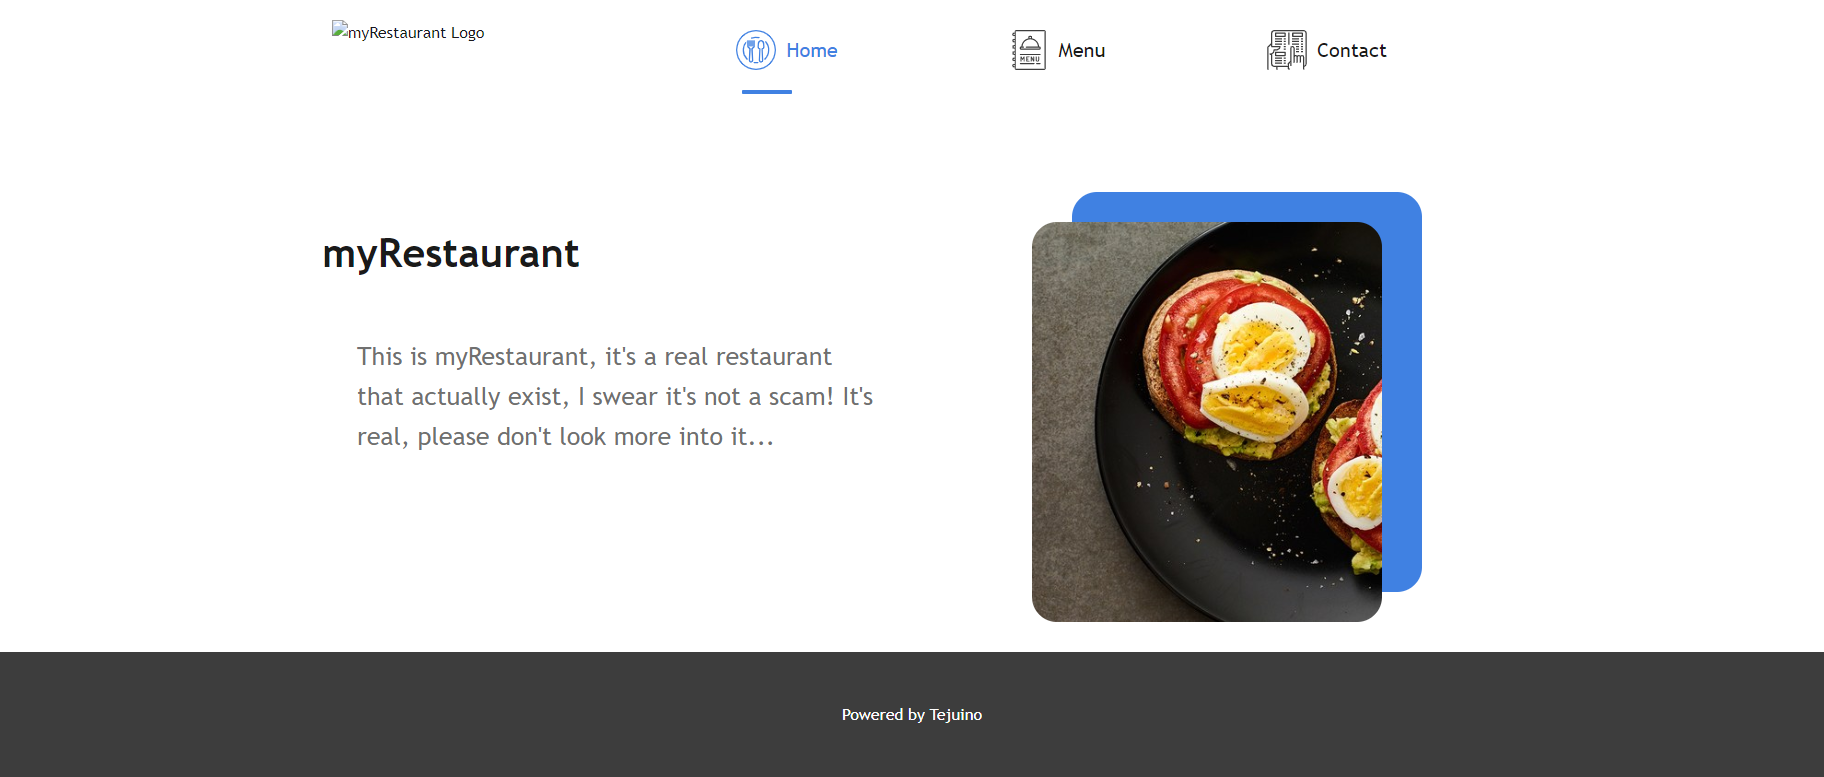 myRestaurant Logo
Home
MENU
Menu
Contact
myRestaurant
This is myRestaurant, it's a real restaurant
that actually exist, I swear it's not a scam! It's
real, please don't look more into it...
Powered by Tejuino